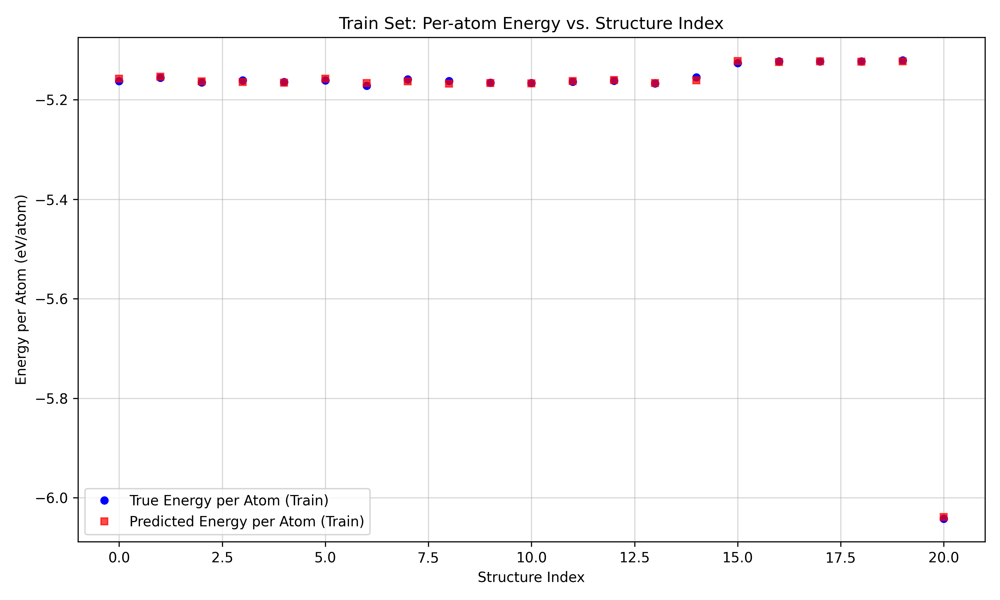 Train Set: Per-atom Energy vs. Structure Index
Energy per Atom (eV/atom)
−5.2
−5.4
−5.6
−5.8
−6.0
True Energy per Atom (Train)
Predicted Energy per Atom (Train)
0.0 2.5 5.0 7.5 10.0 12.5 15.0 17.5 20.0
Structure Index